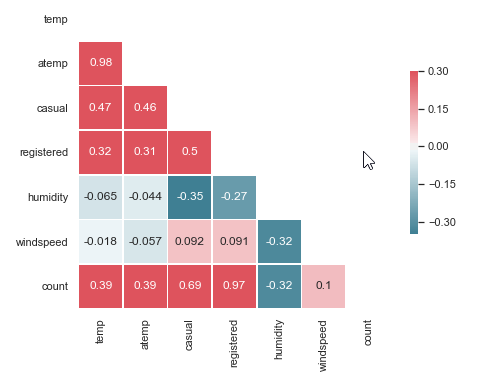 temp
atemp 0.98
casual 0.47 0.46
registered 0.32 0.31 0.5
humidity -0.065 -0.044 -0.35 -0.27
windspeed -0.018 -0.057 0.092 0.091 -0.32
count 0.39 0.39 0.69 0.97 -0.32 0.1
temp atemp casual registered humidity windspeed count
0.30
0.15
0.00
-0.15
-0.30